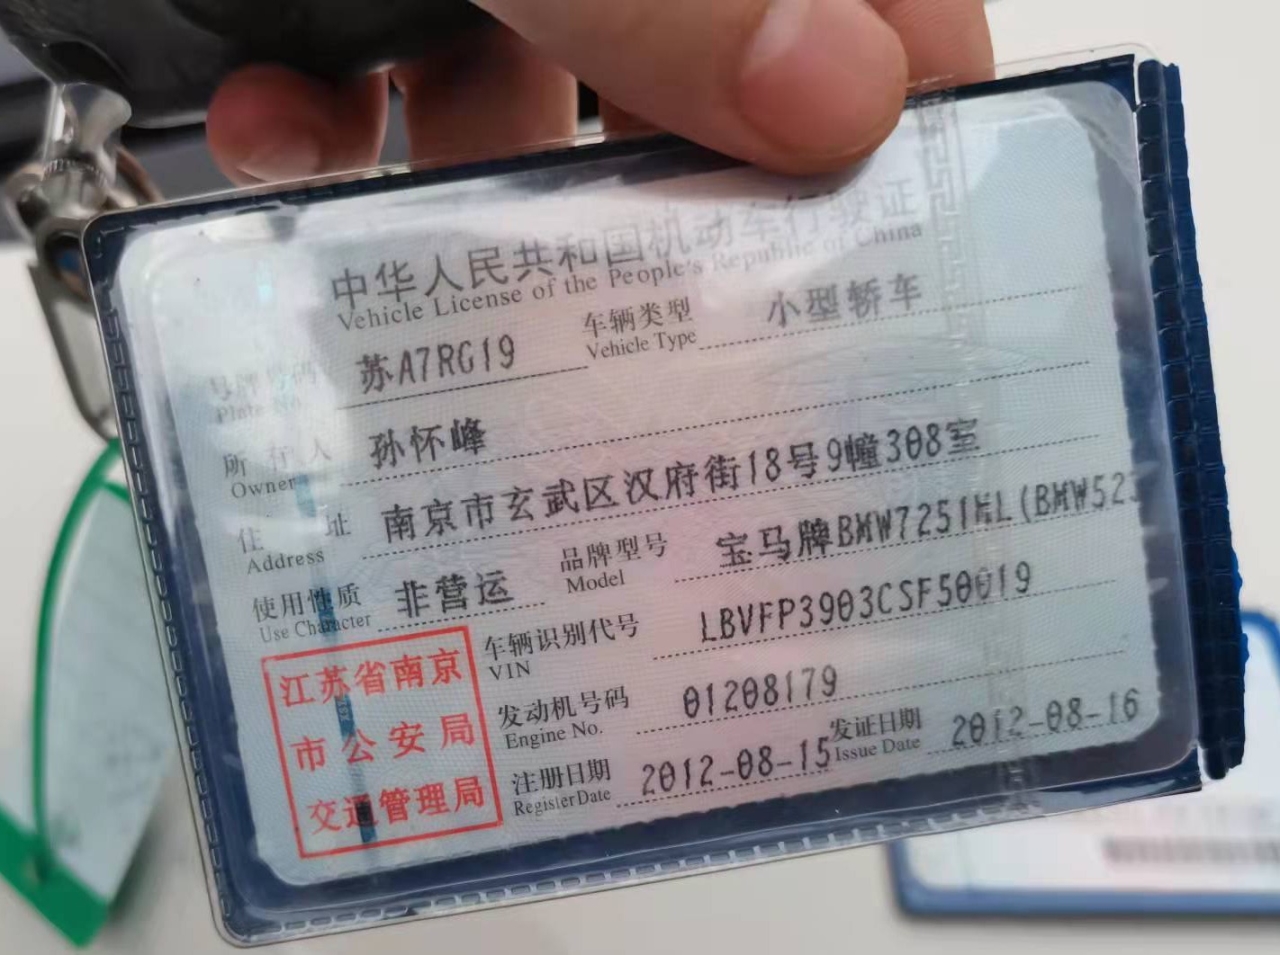 中华人民共和国机动车行驶证
Vehicle License of the People's Republic of China
号牌号码 苏A7RG19 车辆类型 小型轿车
Plate No. Vehicle Type
所有人 孙怀峰
Owner
住址 南京市玄武区汉府街18号9幢308室
Address
使用性质 非营运 品牌型号 宝马牌BMW7251HL(BMW52
Use Character Model
车辆识别代号 LBVFP3903CSF50019
VIN
发动机号码 01208179
Engine No.
注册日期 2012-08-15 发证日期 2012-08-16
Register Date Issue Date
江苏省南京
市公安局
交通管理局